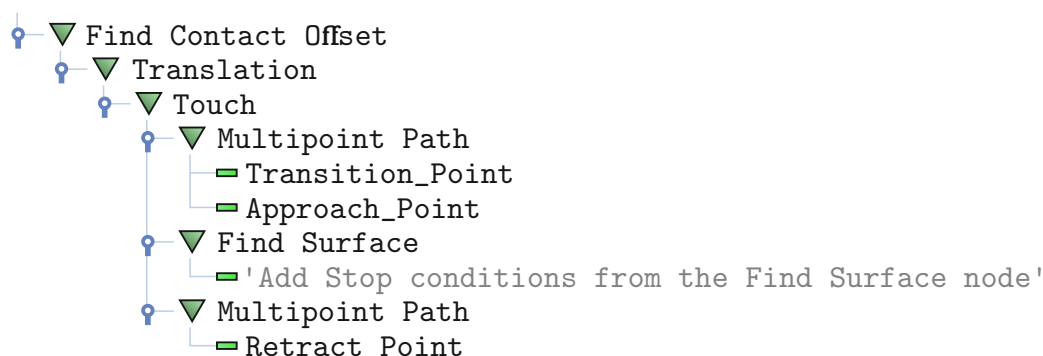 Find Contact Offset
Translation
Touch
Multipoint Path
Transition_Point
Approach_Point
Find Surface
'Add Stop conditions from the Find Surface node'
Multipoint Path
Retract Point